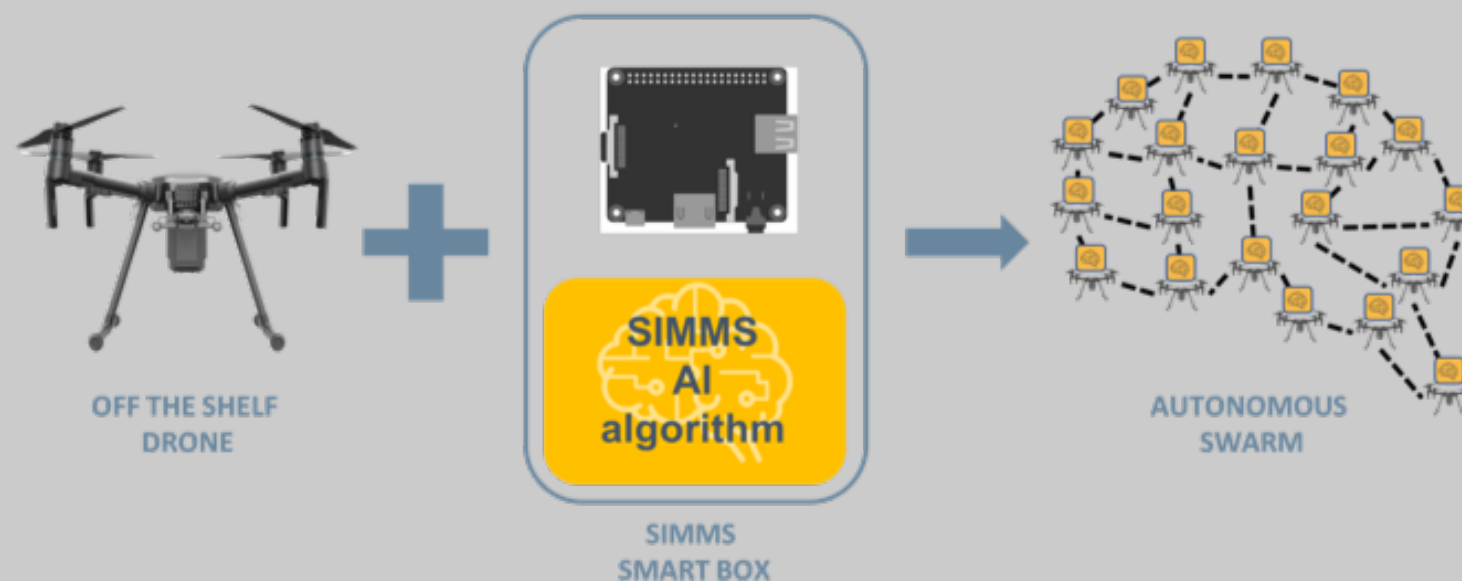 OFF THE SHELF
DRONE
SIMMS
AI
algorithm
SIMMS
SMART BOX
AUTONOMOUS
SWARM